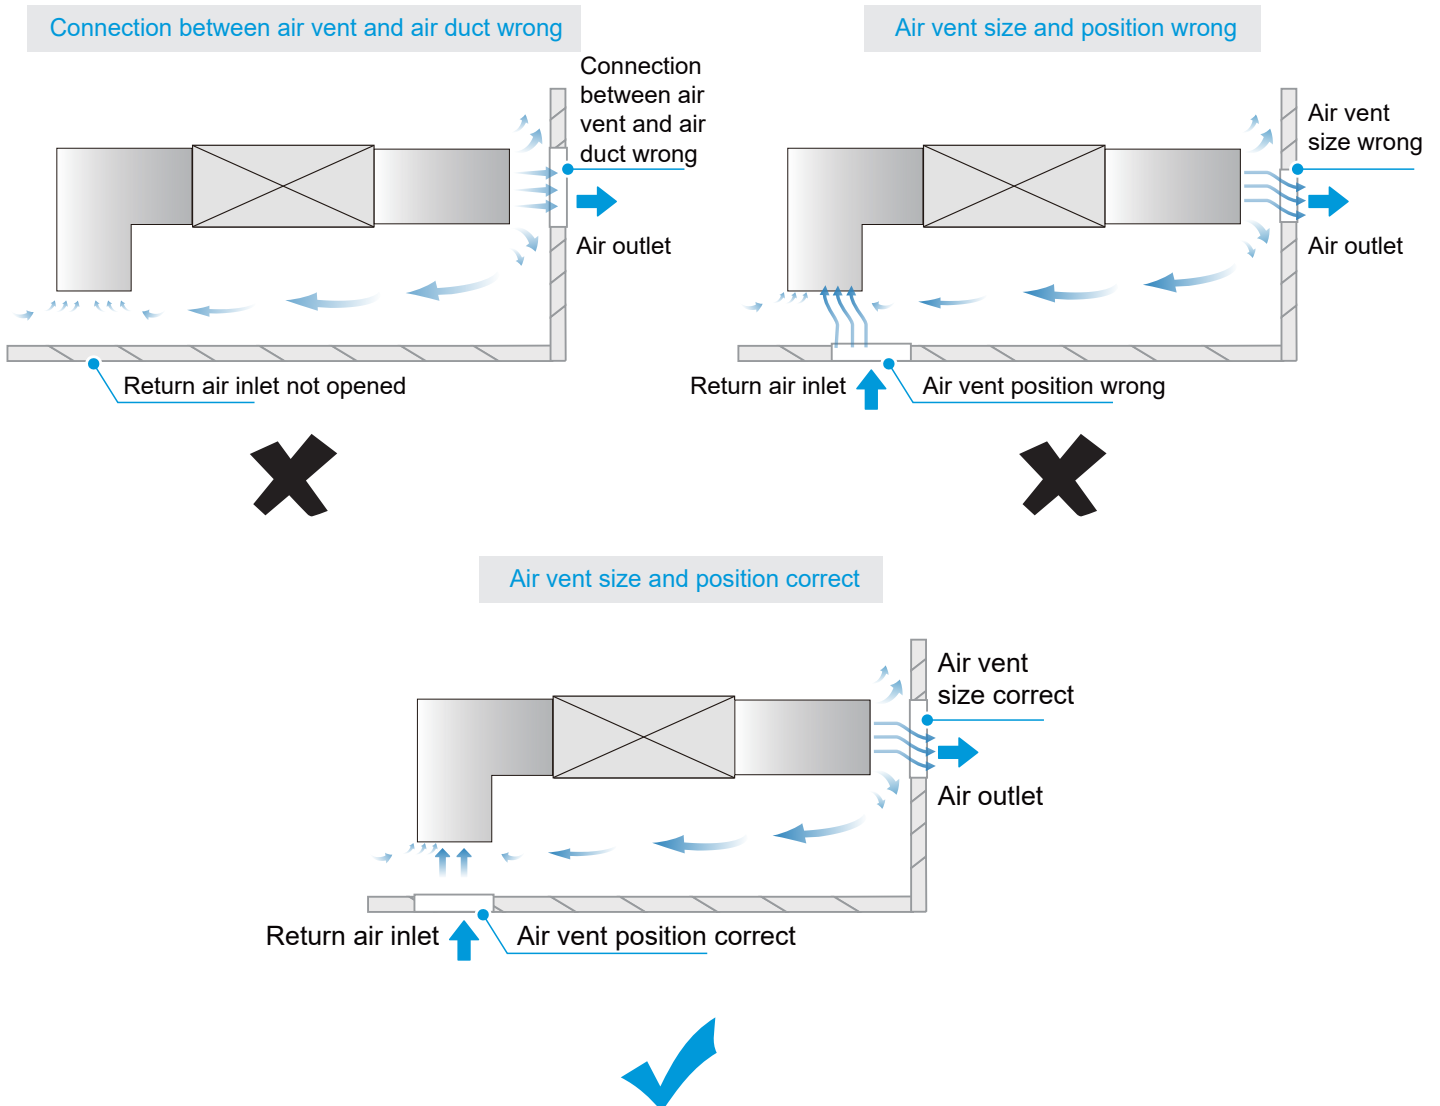 Connection between air vent and air duct wrong
Connection
between air
vent and air
duct wrong
Air outlet
Return air inlet not opened
Air vent size and position wrong
Air vent
size wrong
Air outlet
Return air inlet
Air vent position wrong
Air vent size and position correct
Air vent
size correct
Air outlet
Return air inlet
Air vent position correct